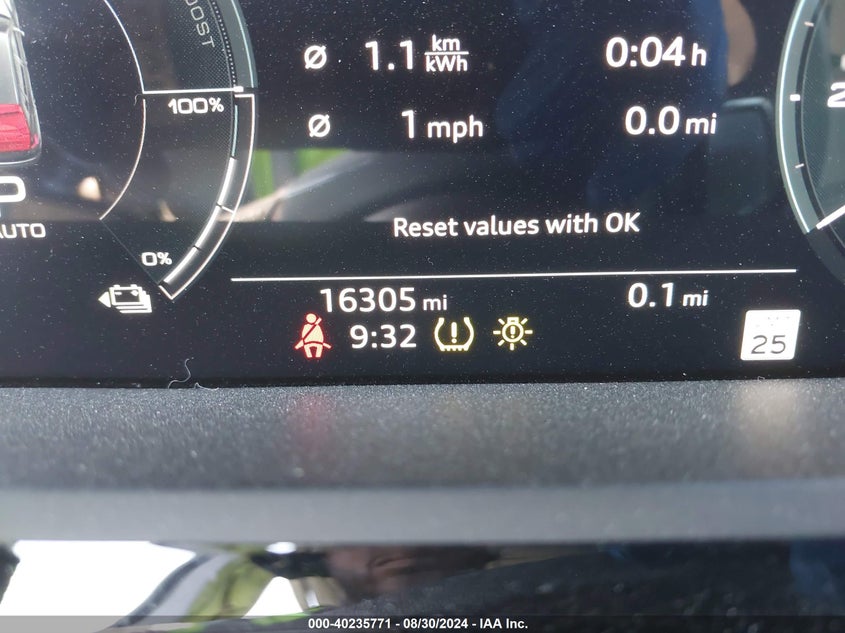 BOOST
Ø 1.1 km/kWh 0:04 h
100%
Ø 1 mph 0.0 mi
Reset values with OK
0%
16305 mi 0.1 mi
9:32
25
000-40235771 - 08/30/2024 - IAA Inc.